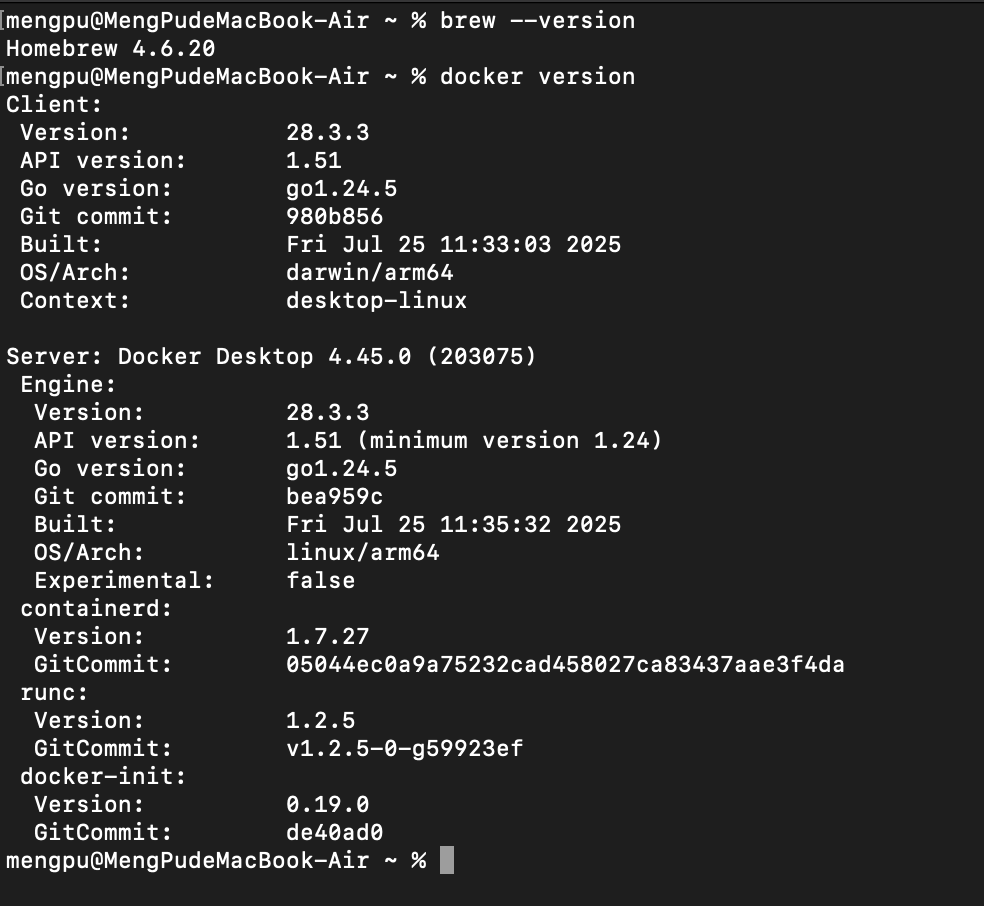 [mengpu@MengPudeMacBook-Air ~ % brew --version
Homebrew 4.6.20
[mengpu@MengPudeMacBook-Air ~ % docker version
Client:
 Version:           28.3.3
 API version:       1.51
 Go version:        go1.24.5
 Git commit:        980b856
 Built:             Fri Jul 25 11:33:03 2025
 OS/Arch:           darwin/arm64
 Context:           desktop-linux

Server: Docker Desktop 4.45.0 (203075)
 Engine:
  Version:          28.3.3
  API version:      1.51 (minimum version 1.24)
  Go version:       go1.24.5
  Git commit:       bea959c
  Built:            Fri Jul 25 11:35:32 2025
  OS/Arch:          linux/arm64
  Experimental:     false
 containerd:
  Version:          1.7.27
  GitCommit:        05044ec0a9a75232cad458027ca83437aae3f4da
 runc:
  Version:          1.2.5
  GitCommit:        v1.2.5-0-g59923ef
 docker-init:
  Version:          0.19.0
  GitCommit:        de40ad0
mengpu@MengPudeMacBook-Air ~ %